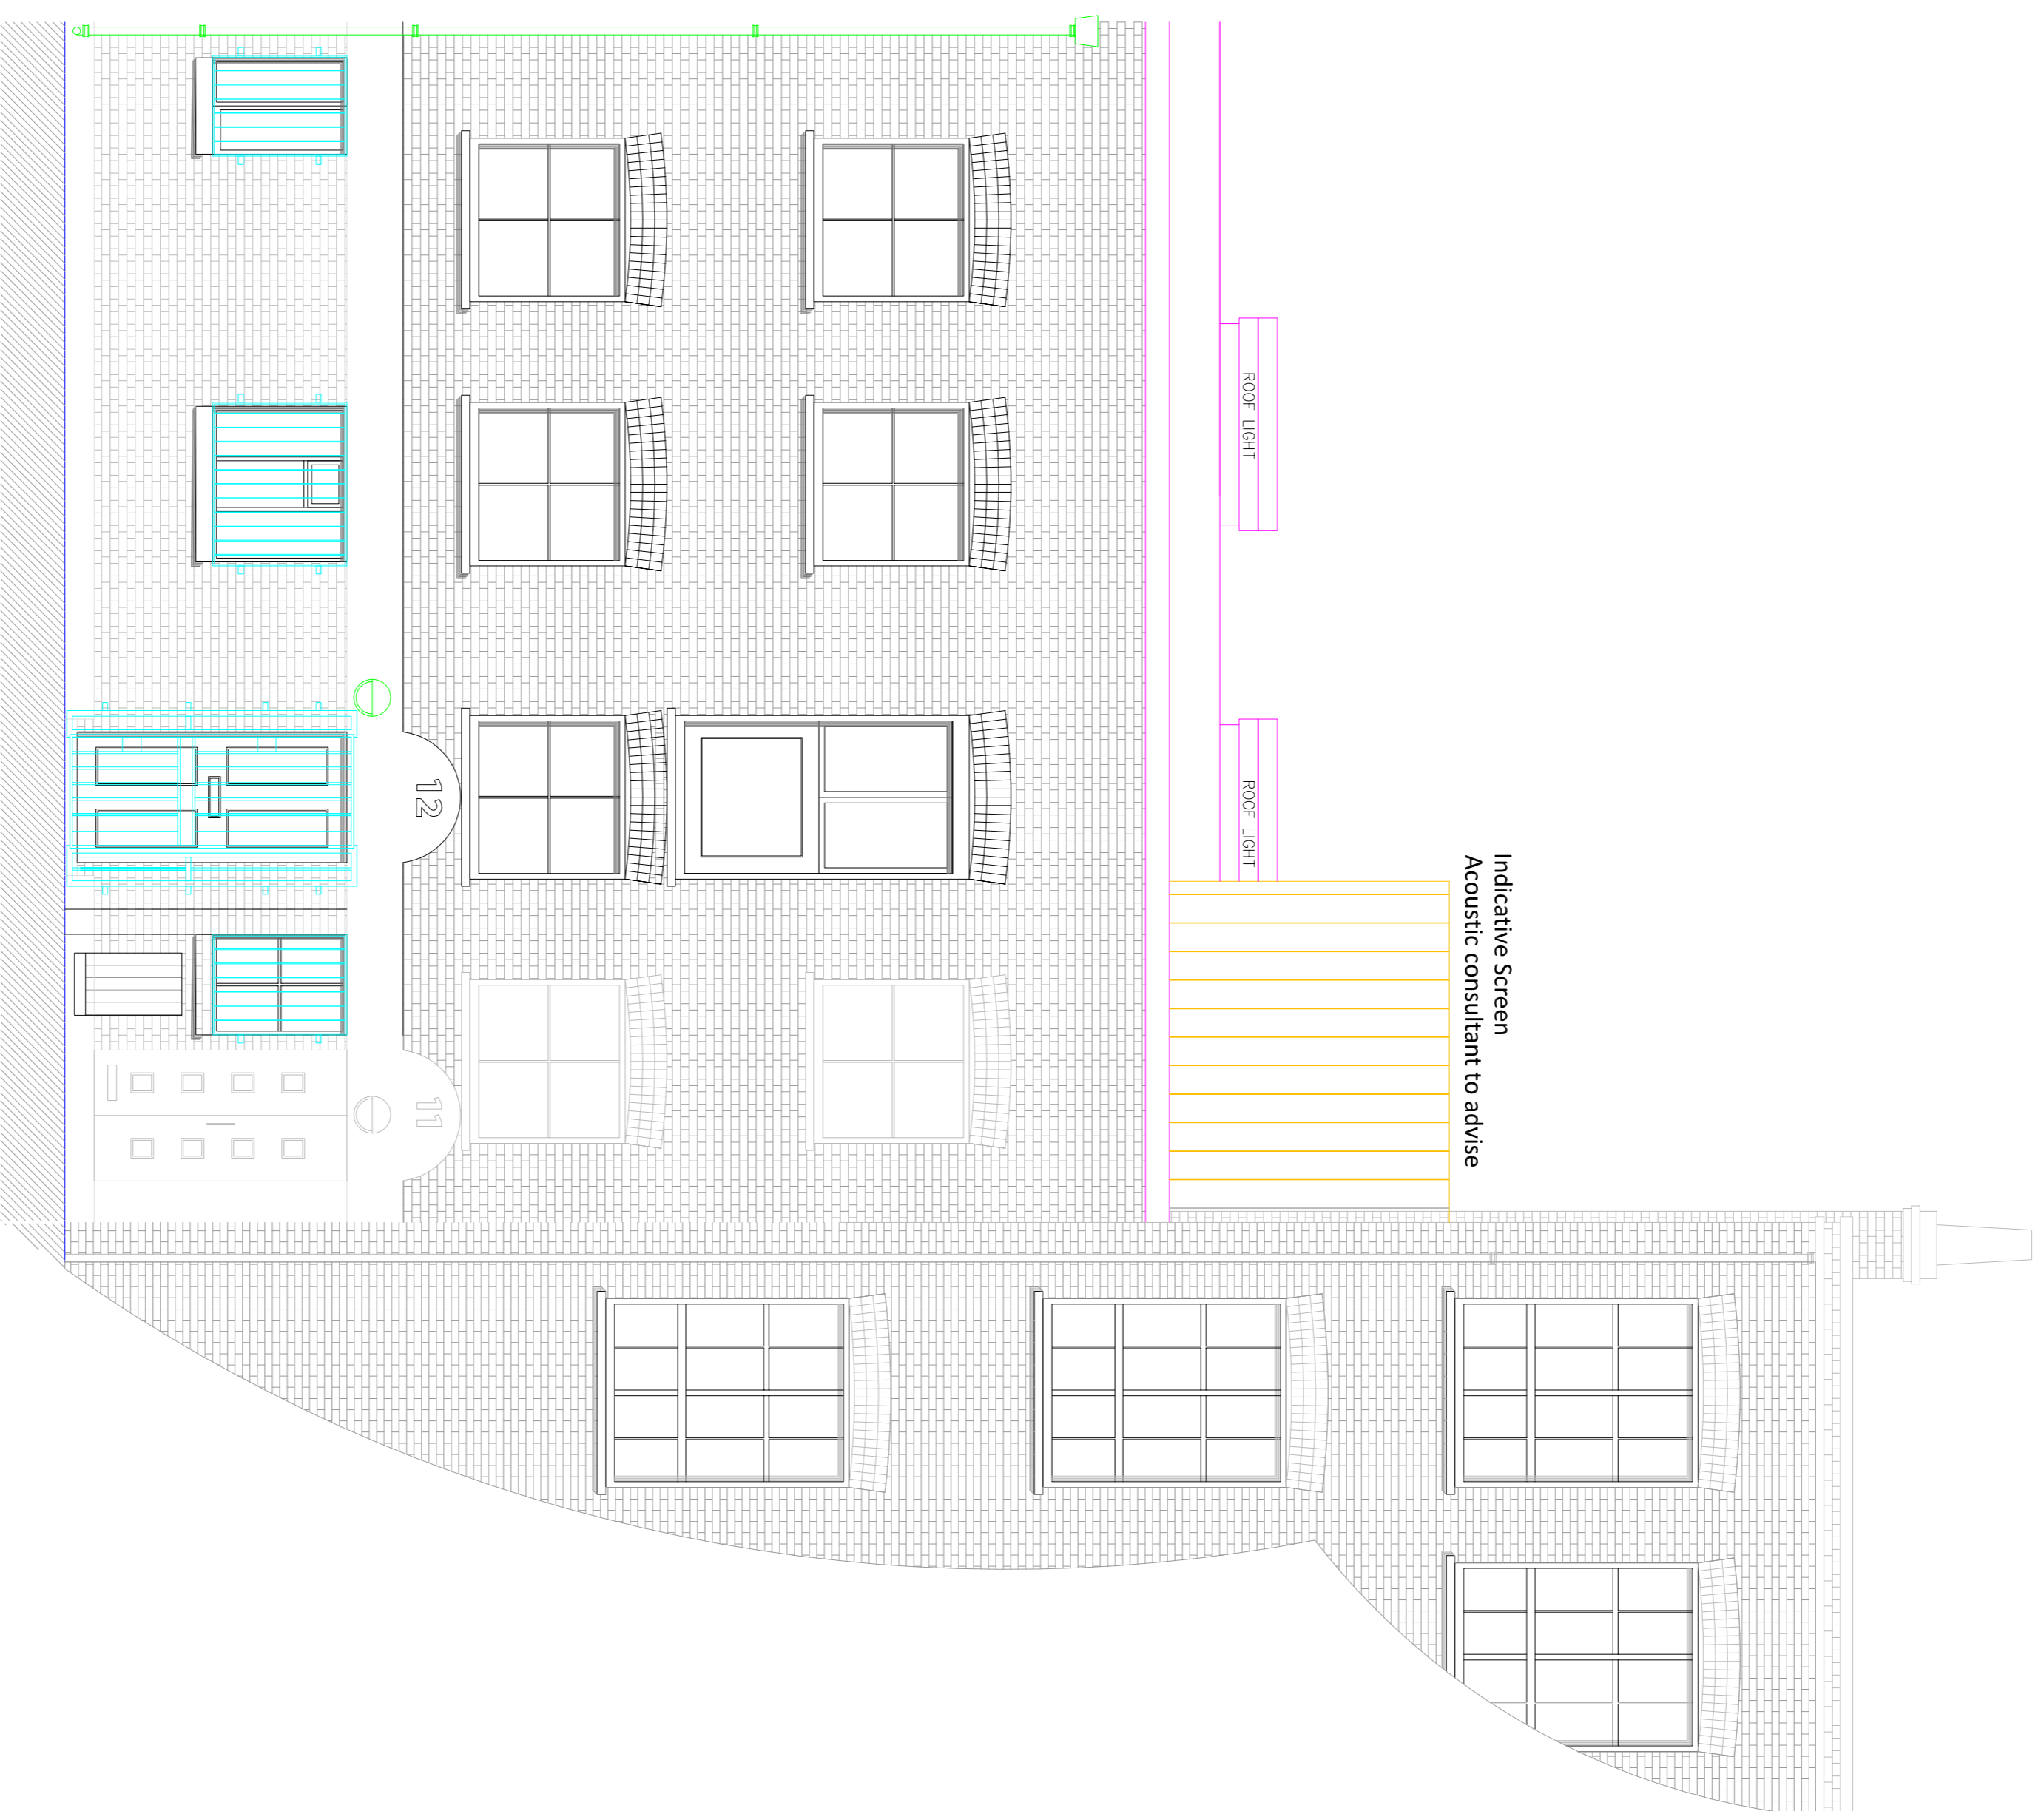 Indicative Screen
Acoustic consultant to advise
ROOF LIGHT
ROOF LIGHT
12
11